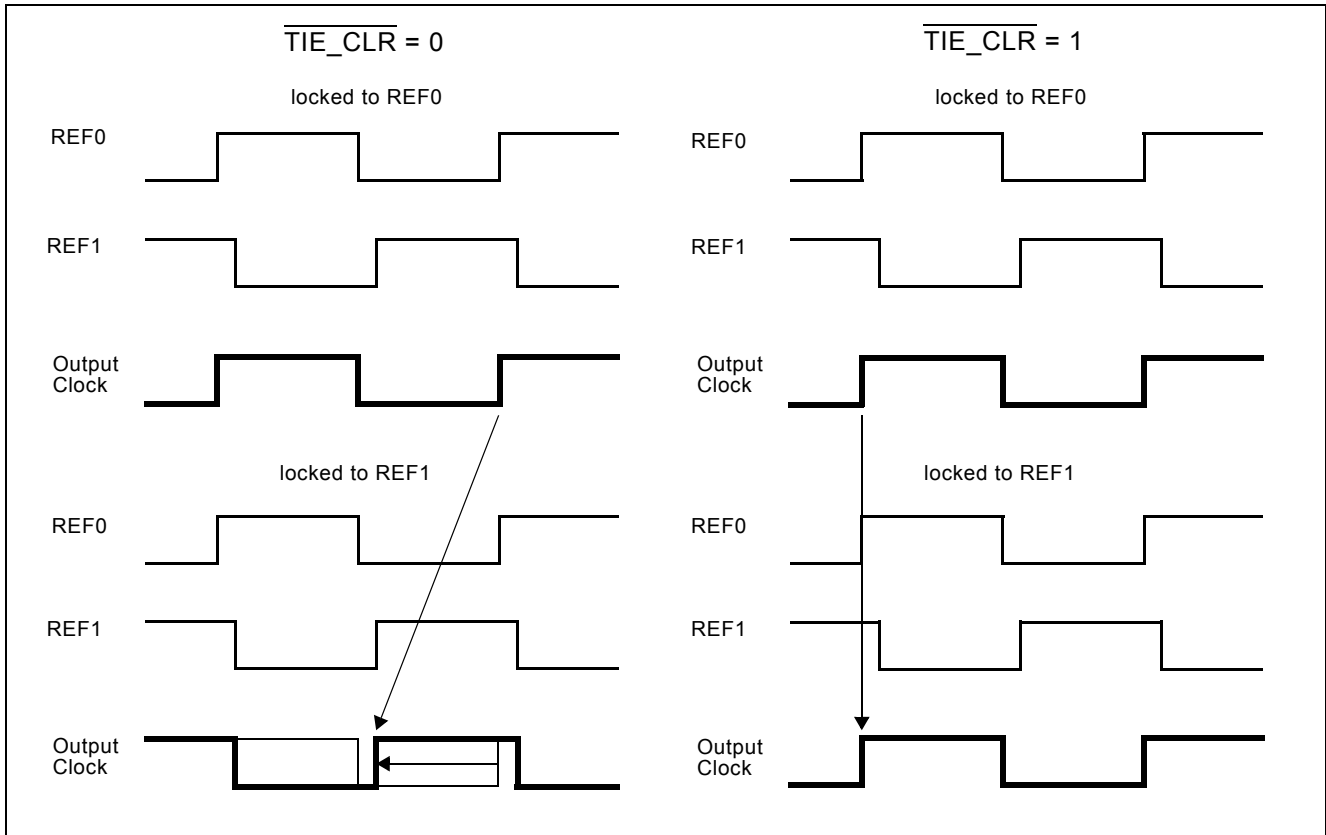 TIE_CLR = 0
locked to REF0
REF0
REF1
Output
Clock
locked to REF1
REF0
REF1
Output
Clock
TIE_CLR = 1
locked to REF0
REF0
REF1
Output
Clock
locked to REF1
REF0
REF1
Output
Clock